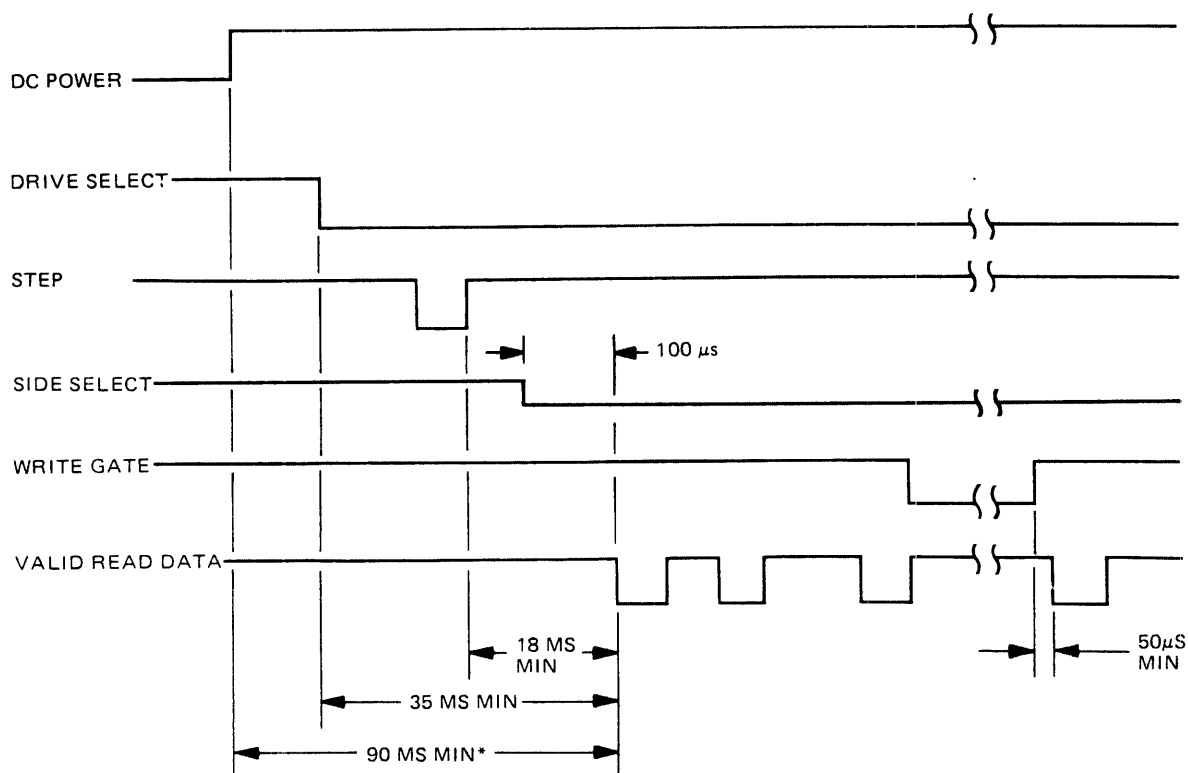 DC POWER
DRIVE SELECT
STEP
100 μs
SIDE SELECT
WRITE GATE
VALID READ DATA
18 MS
MIN
50μS
MIN
35 MS MIN
90 MS MIN*